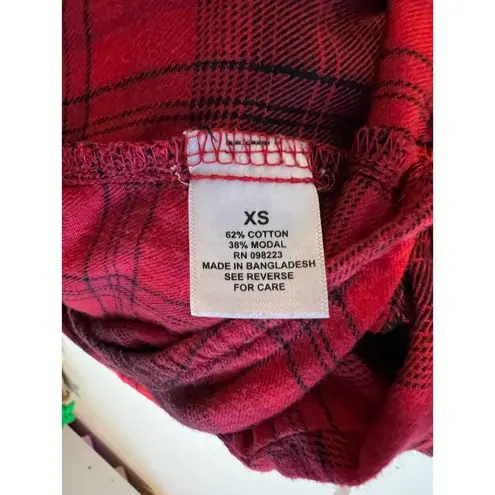 XS
62% COTTON
38% MODAL
RN 098223
MADE IN BANGLADESH
SEE REVERSE
FOR CARE